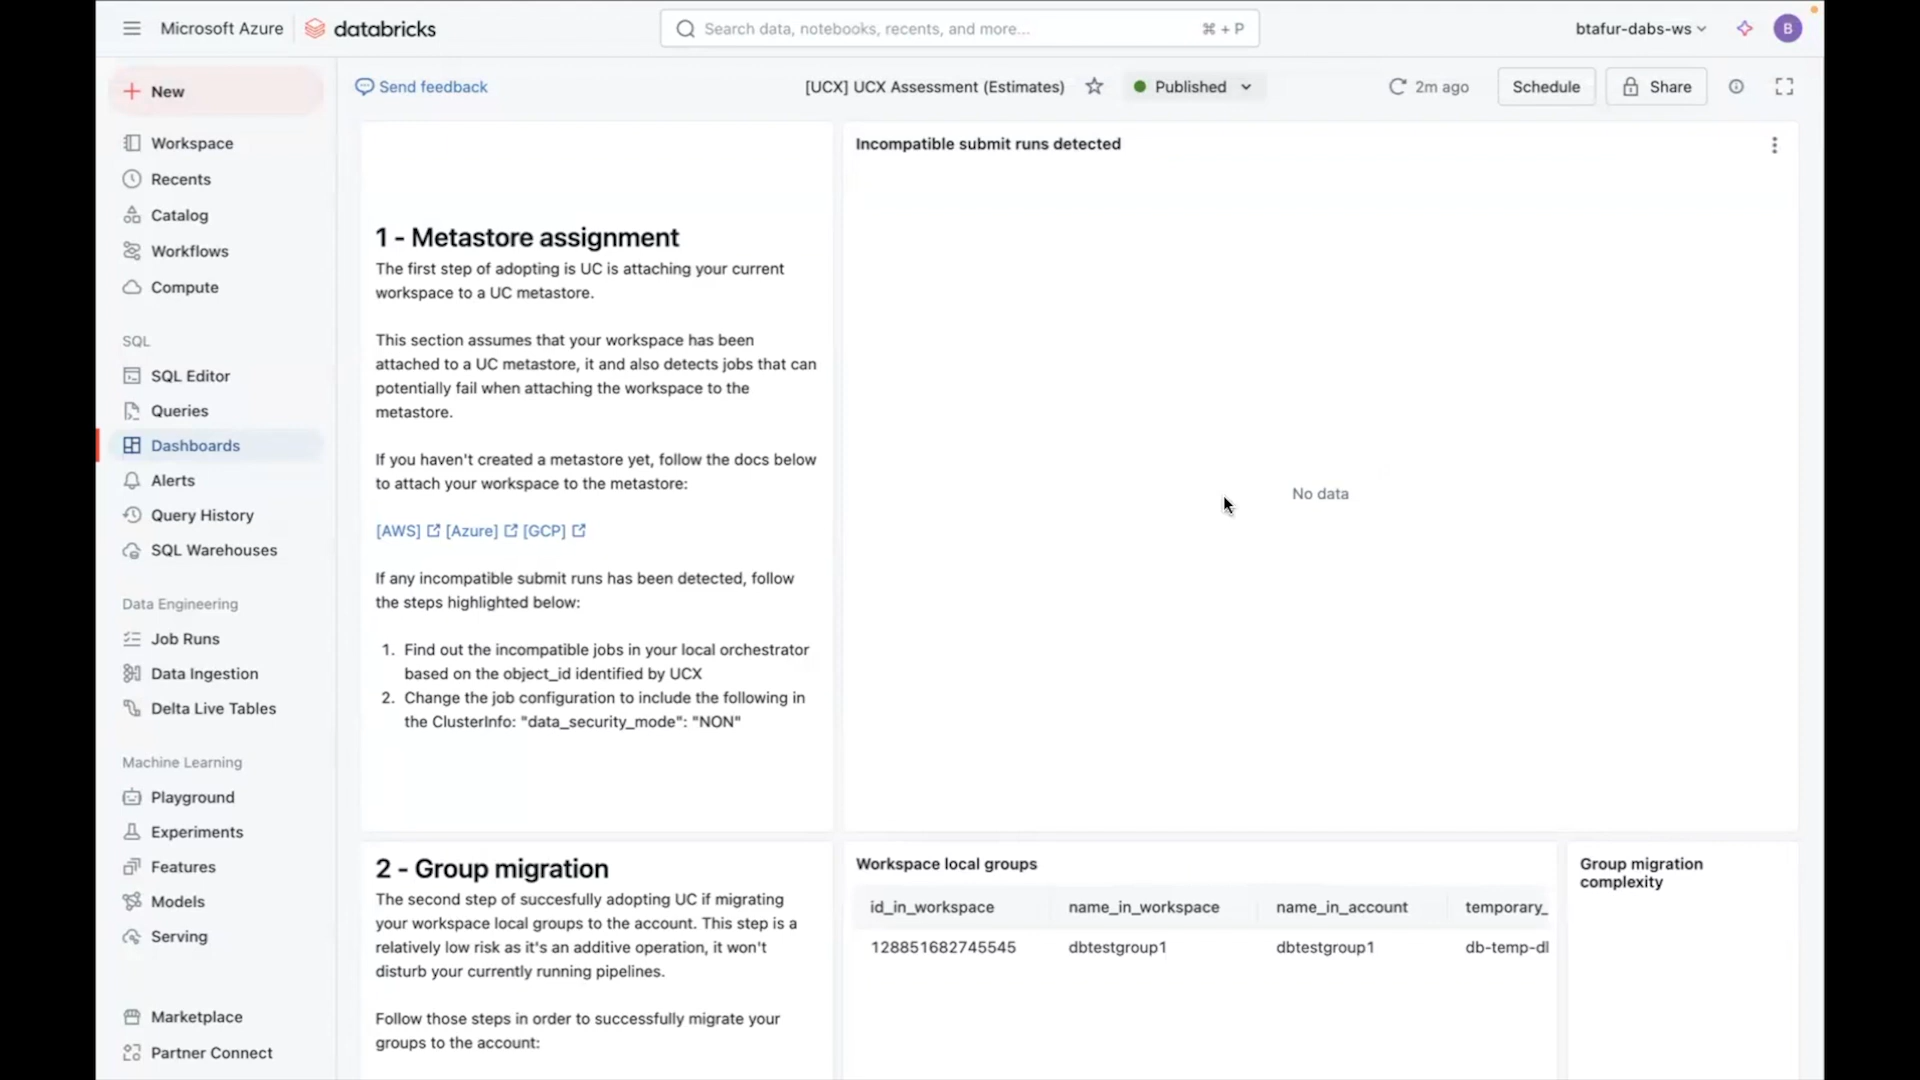 Microsoft Azure
databricks
Search data, notebooks, recents, and more...
⌘ + P
btafur-dabs-ws
B
New
Workspace
Recents
Catalog
Workflows
Compute
SQL
SQL Editor
Queries
Dashboards
Alerts
Query History
SQL Warehouses
Data Engineering
Job Runs
Data Ingestion
Delta Live Tables
Machine Learning
Playground
Experiments
Features
Models
Serving
Marketplace
Partner Connect
Send feedback
[UCX] UCX Assessment (Estimates)
Published
2m ago
Schedule
Share
1 - Metastore assignment
The first step of adopting is UC is attaching your current
workspace to a UC metastore.
This section assumes that your workspace has been
attached to a UC metastore, it and also detects jobs that can
potentially fail when attaching the workspace to the
metastore.
If you haven't created a metastore yet, follow the docs below
to attach your workspace to the metastore:
[AWS] [Azure] [GCP]
If any incompatible submit runs has been detected, follow
the steps highlighted below:
1. Find out the incompatible jobs in your local orchestrator
based on the object_id identified by UCX
2. Change the job configuration to include the following in
the ClusterInfo: "data_security_mode": "NON"
Incompatible submit runs detected
No data
2 - Group migration
The second step of succesfully adopting UC if migrating
your workspace local groups to the account. This step is a
relatively low risk as it's an additive operation, it won't
disturb your currently running pipelines.
Follow those steps in order to successfully migrate your
groups to the account:
Workspace local groups
id_in_workspace name_in_workspace name_in_account temporary_
128851682745545 dbtestgroup1 dbtestgroup1 db-temp-dl
Group migration
complexity